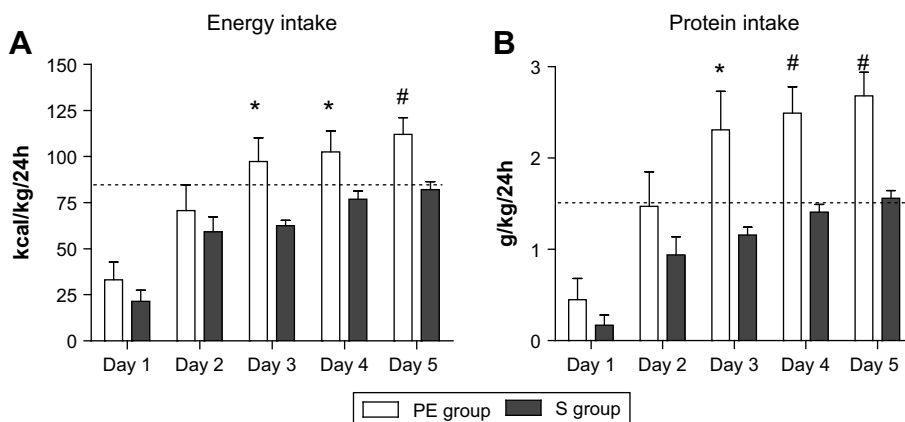 Energy intake
A
150
125
100
75
50
25
0
kcal/kg/24h
*
*
#
Day 1 Day 2 Day 3 Day 4 Day 5
Protein intake
B
3
2
1
0
g/kg/24h
*
#
#
Day 1 Day 2 Day 3 Day 4 Day 5
PE group S group